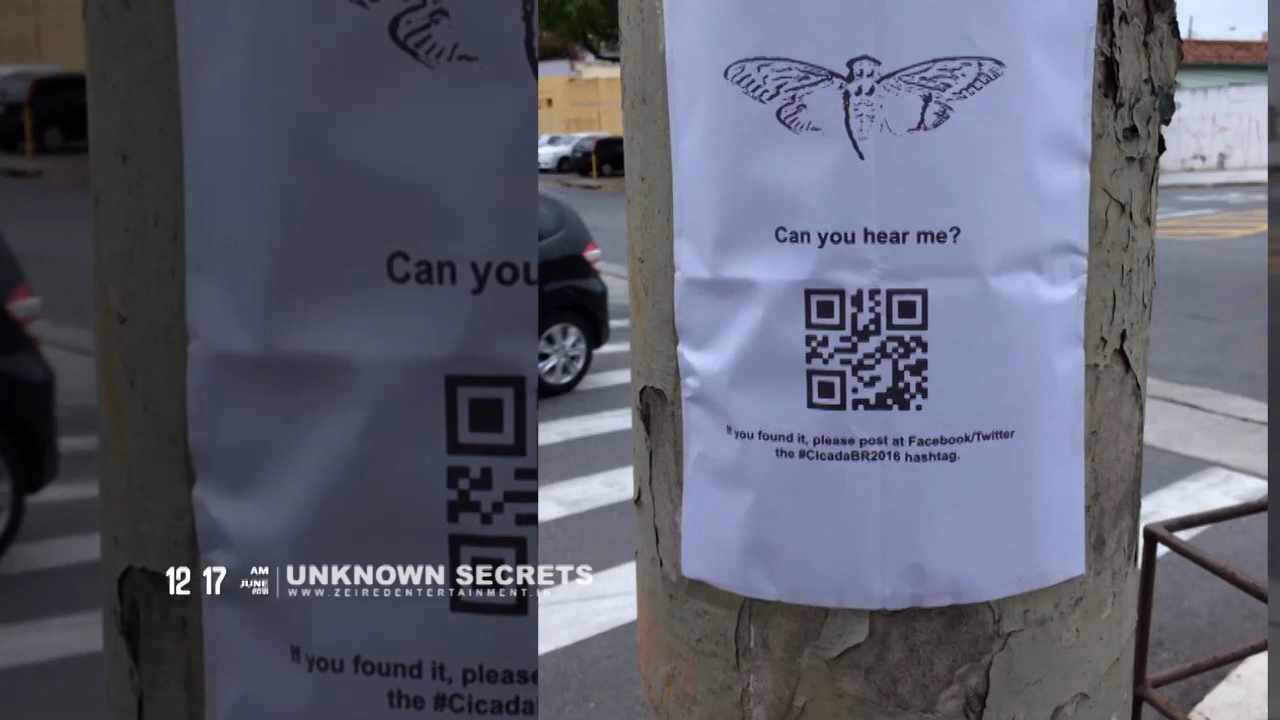 Can you hear me?
If you found it, please post at Facebook/Twitter
the #CicadaBR2016 hashtag.
Can you
If you found it, please
the #Cicada
12 17 AM
JUNE
UNKNOWN SECRETS
WWW.ZEIREDENTERTAINMENT.IN